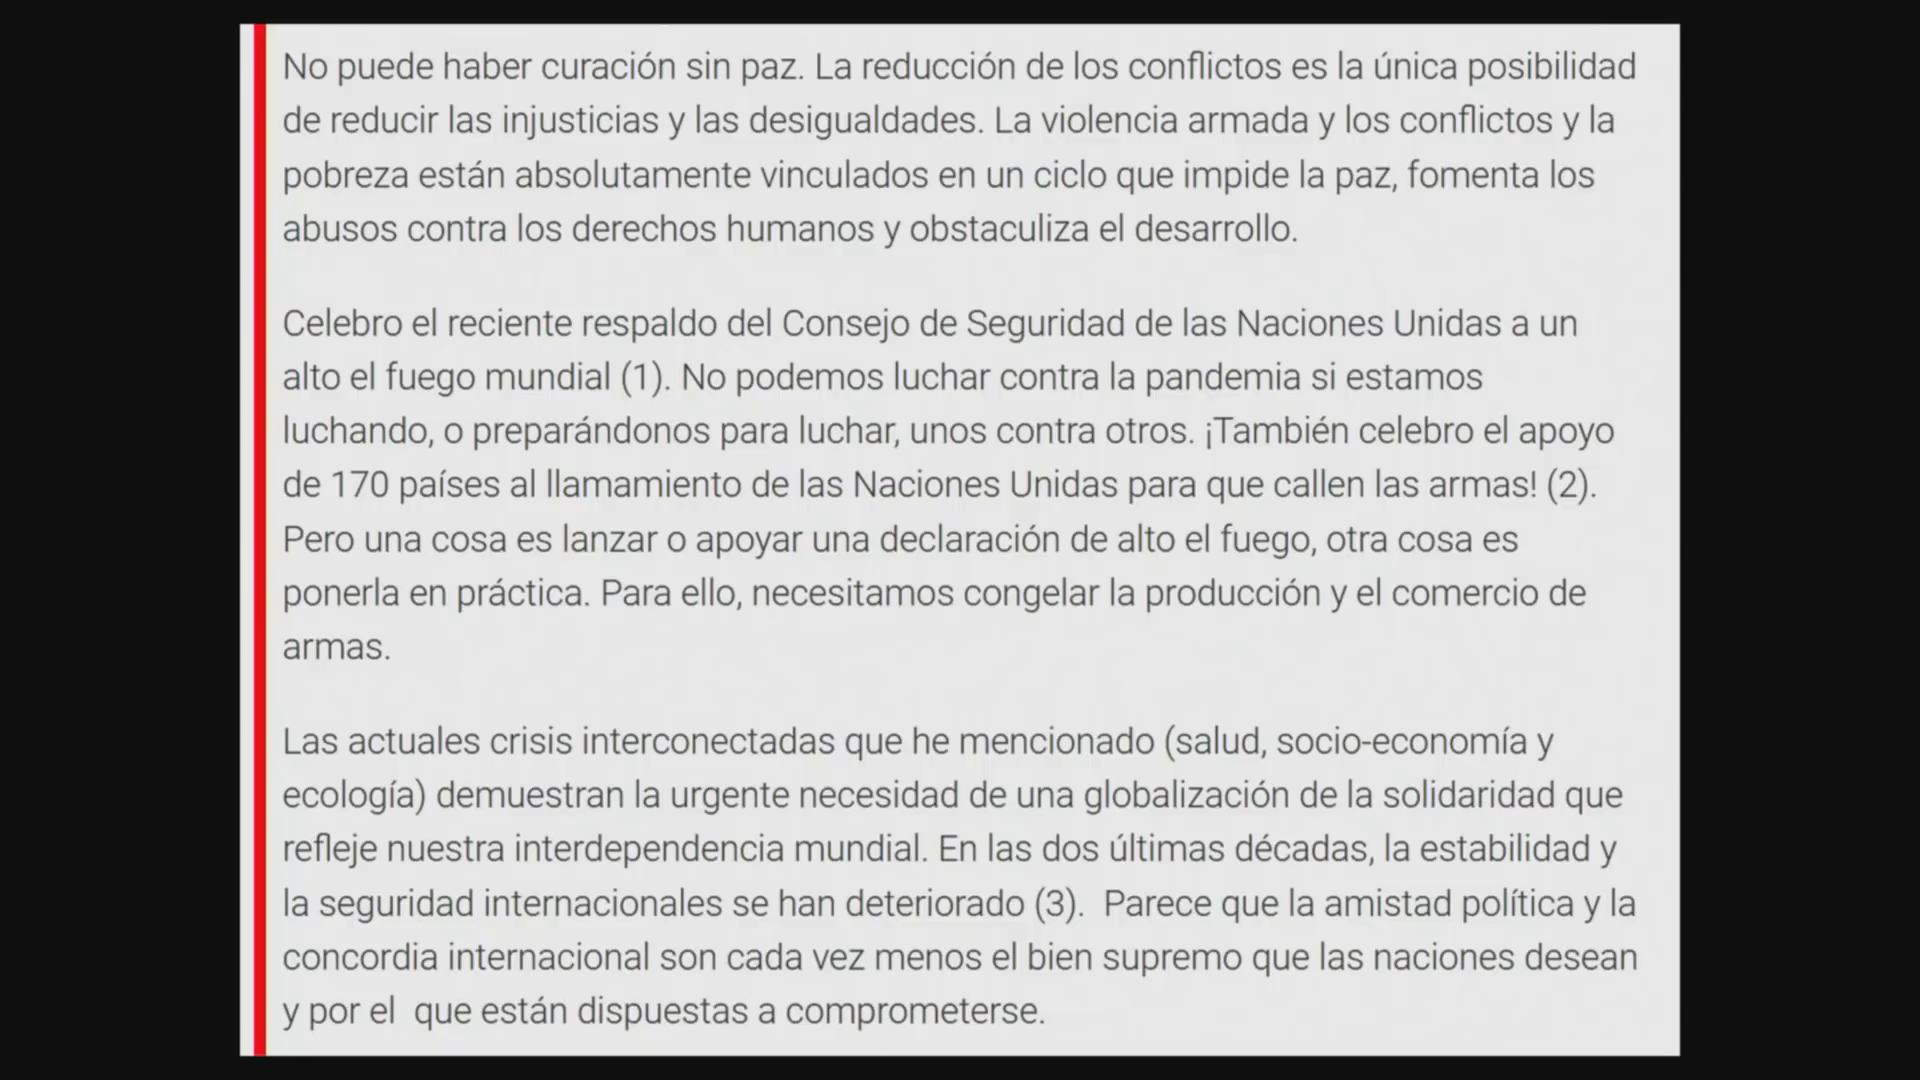 No puede haber curación sin paz. La reducción de los conflictos es la única posibilidad
de reducir las injusticias y las desigualdades. La violencia armada y los conflictos y la
pobreza están absolutamente vinculados en un ciclo que impide la paz, fomenta los
abusos contra los derechos humanos y obstaculiza el desarrollo.
Celebro el reciente respaldo del Consejo de Seguridad de las Naciones Unidas a un
alto el fuego mundial (1). No podemos luchar contra la pandemia si estamos
luchando, o preparándonos para luchar, unos contra otros. ¡También celebro el apoyo
de 170 países al llamamiento de las Naciones Unidas para que callen las armas! (2).
Pero una cosa es lanzar o apoyar una declaración de alto el fuego, otra cosa es
ponerla en práctica. Para ello, necesitamos congelar la producción y el comercio de
armas.
Las actuales crisis interconectadas que he mencionado (salud, socio-economía y
ecología) demuestran la urgente necesidad de una globalización de la solidaridad que
refleje nuestra interdependencia mundial. En las dos últimas décadas, la estabilidad y
la seguridad internacionales se han deteriorado (3).  Parece que la amistad política y la
concordia internacional son cada vez menos el bien supremo que las naciones desean
y por el  que están dispuestas a comprometerse.